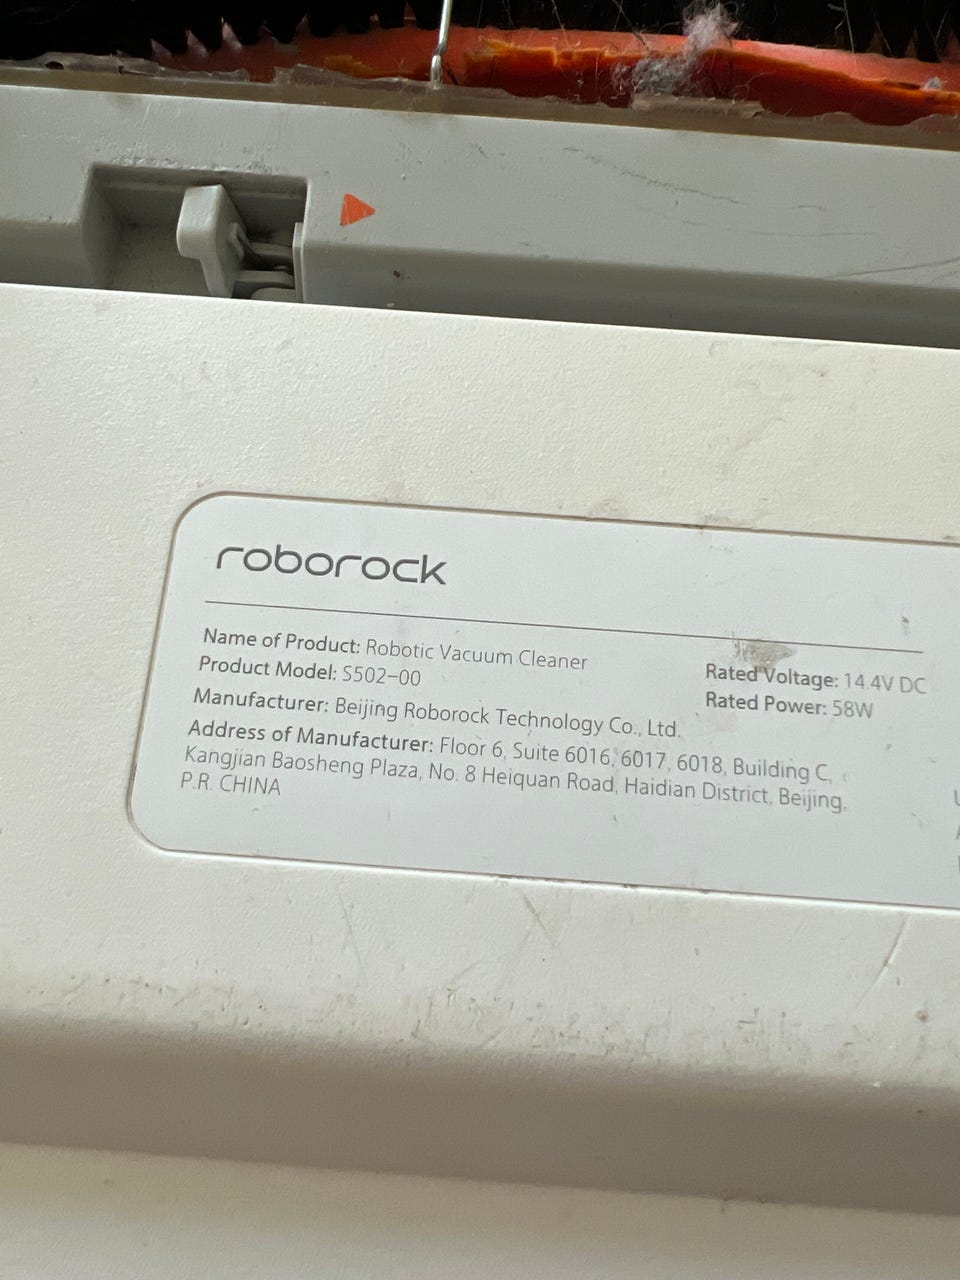 roborock
Name of Product: Robotic Vacuum Cleaner
Product Model: S502-00
Manufacturer: Beijing Roborock Technology Co., Ltd.
Address of Manufacturer: Floor 6, Suite 6016, 6017, 6018, Building C,
Kangjian Baosheng Plaza, No. 8 Heiquan Road, Haidian District, Beijing,
P.R. CHINA
Rated Voltage: 14.4V DC
Rated Power: 58W